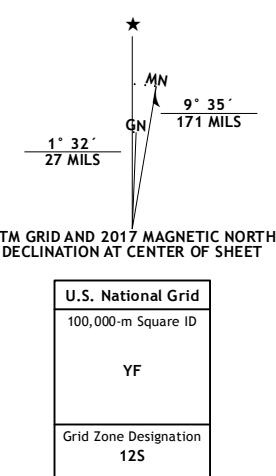 ★
MN
9° 35´
171 MILS
GN
1° 32´
27 MILS
TM GRID AND 2017 MAGNETIC NORTH
DECLINATION AT CENTER OF SHEET
U.S. National Grid
100,000-m Square ID
YF
Grid Zone Designation
12S